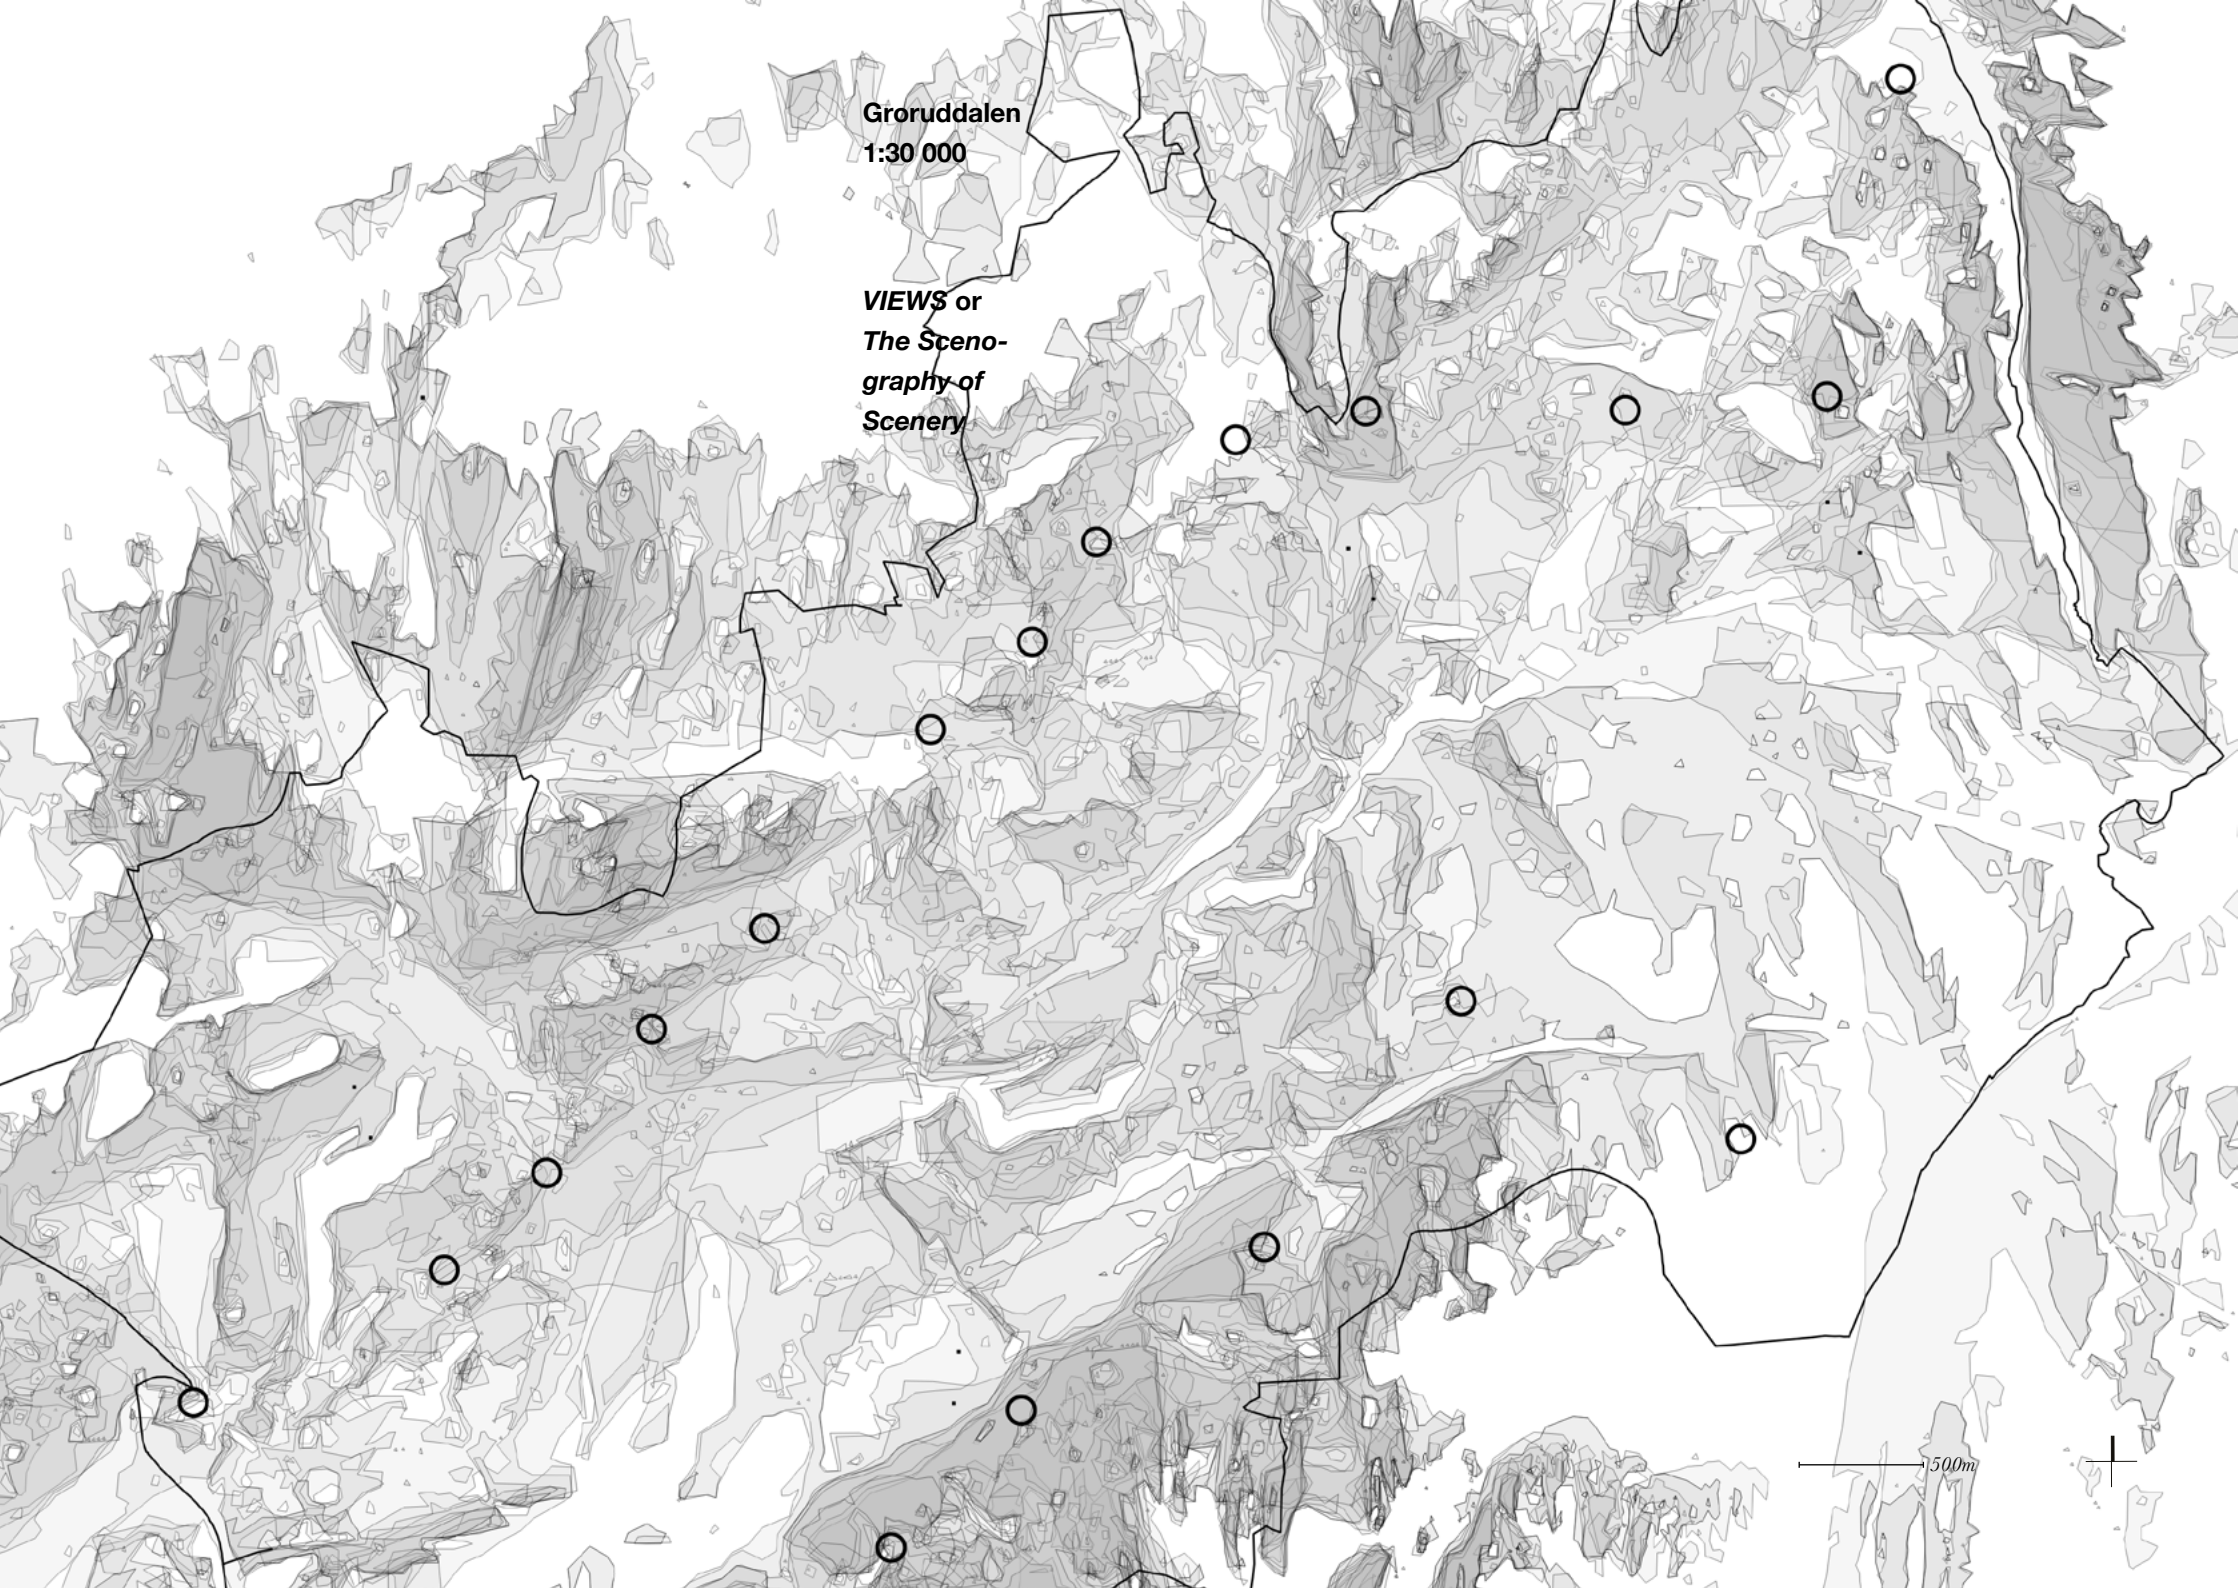 Groruddalen
1:30 000
VIEWS or
The Sceno-
graphy of
Scenery
500m